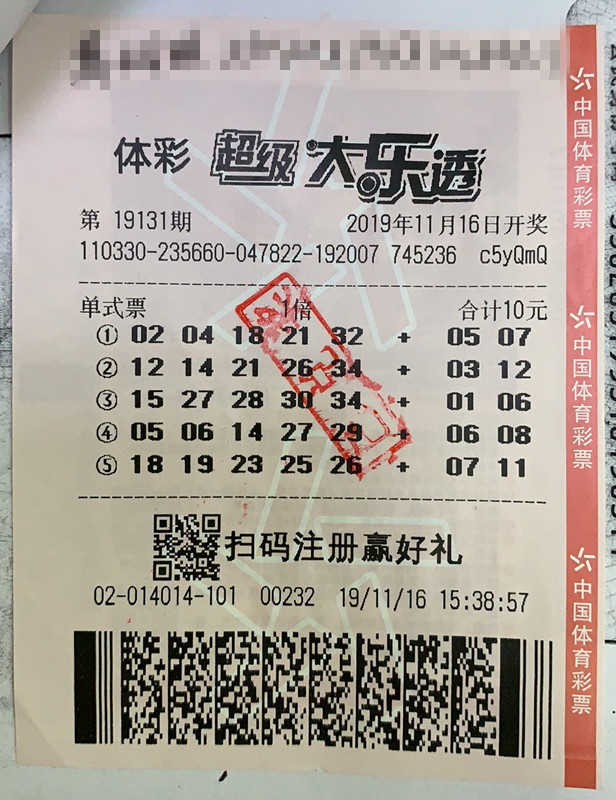 体彩 超级大乐透
第 19131期 2019年11月16日开奖
110330-235660-047822-192007 745236 c5yQmQ
单式票 1倍 合计10元
① 02 04 18 21 32 + 05 07
② 12 14 21 26 34 + 03 12
③ 15 27 28 30 34 + 01 06
④ 05 06 14 27 29 + 06 08
⑤ 18 19 23 25 26 + 07 11
扫码注册赢好礼
02-014014-101 00232 19/11/16 15:38:57
中国体育彩票
中国体育彩票
中国体育彩票